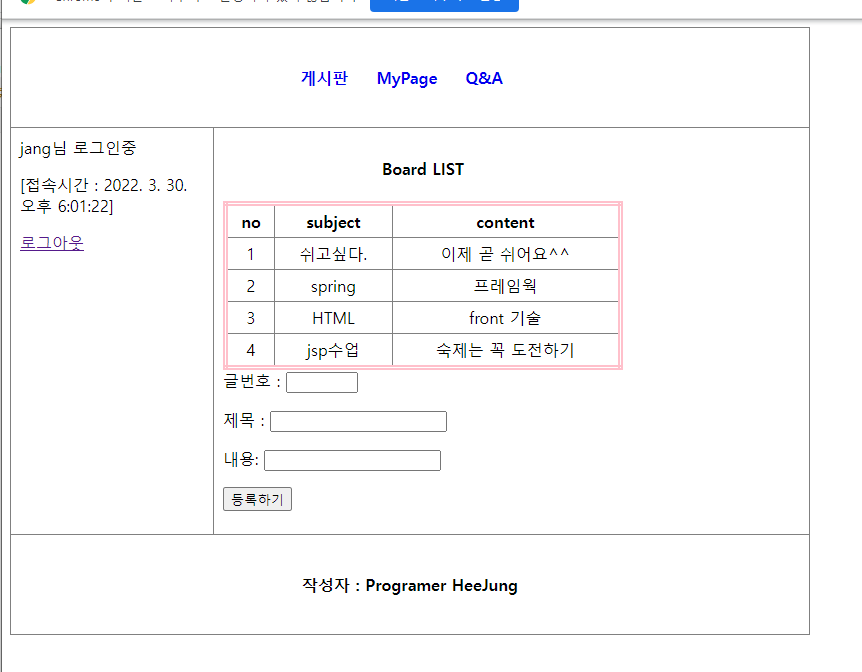 게시판 MyPage Q&A
jang님 로그인중
[접속시간 : 2022. 3. 30.
오후 6:01:22]
로그아웃
Board LIST
no subject content
1 쉬고싶다. 이제 곧 쉬어요^^
2 spring 프레임웍
3 HTML front 기술
4 jsp수업 숙제는 꼭 도전하기
글번호 :
제목 :
내용:
등록하기
작성자 : Programer HeeJung